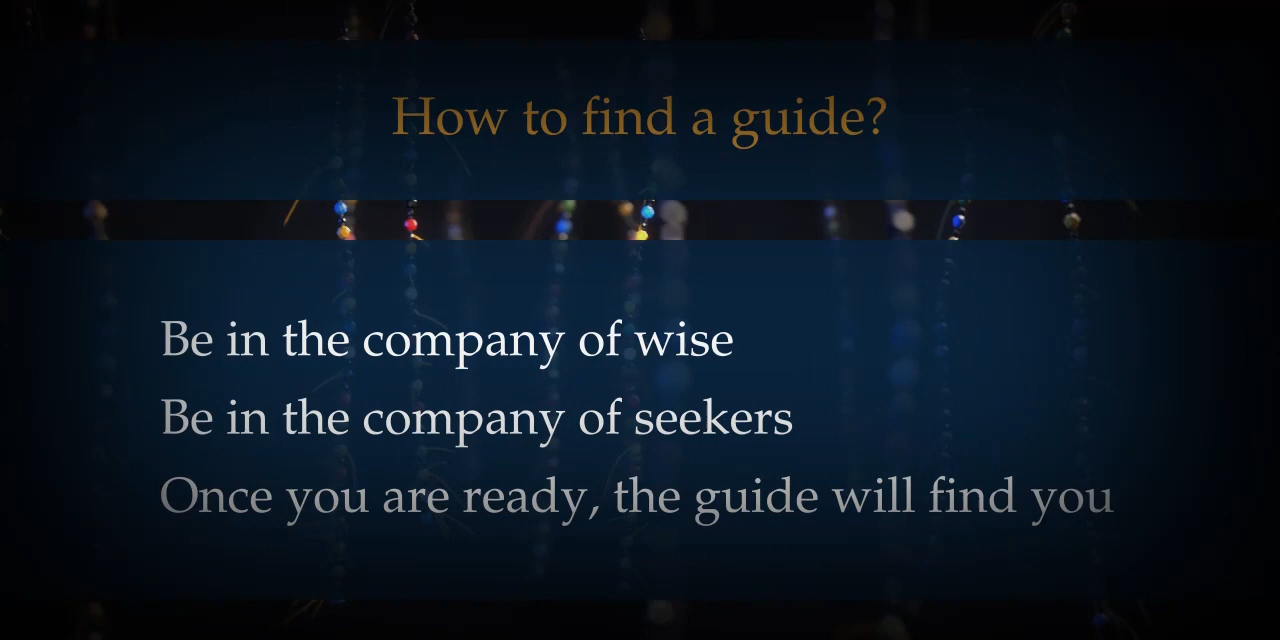 How to find a guide?
Be in the company of wise
Be in the company of seekers
Once you are ready, the guide will find you